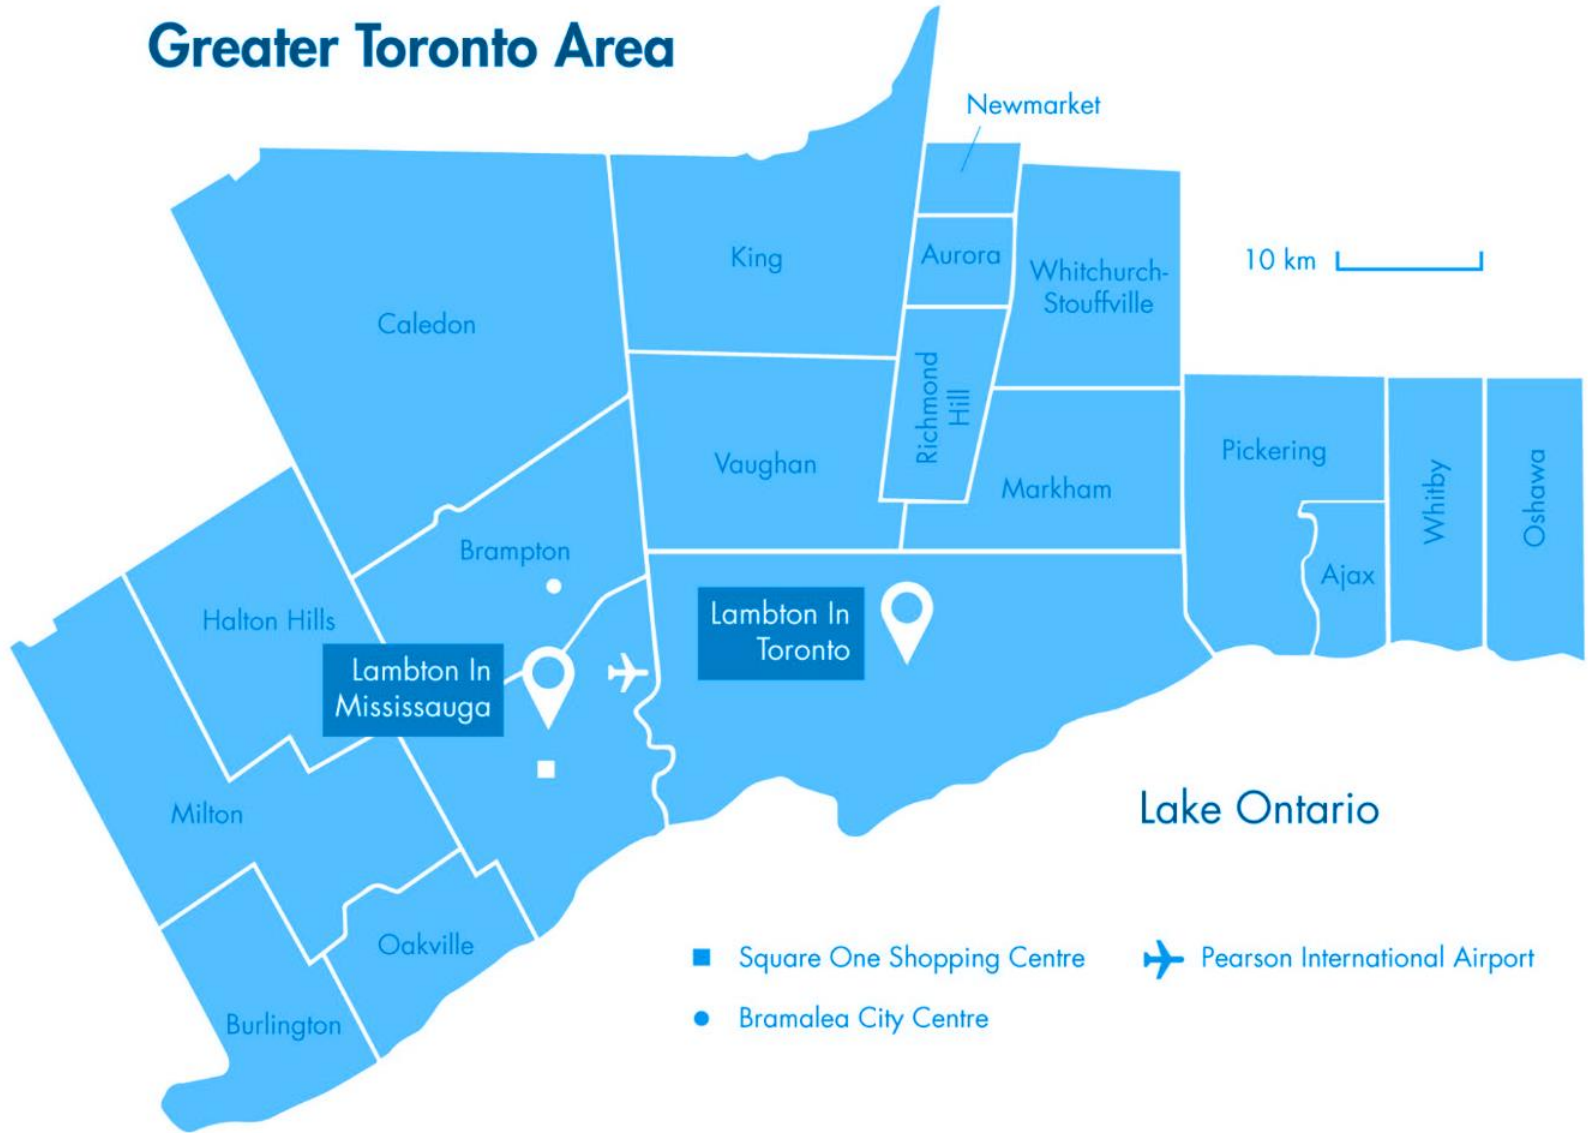 Greater Toronto Area
Newmarket
King
Aurora
Whitchurch-
Stouffville
10 km
Caledon
Richmond
Hill
Vaughan
Markham
Pickering
Whitby
Oshawa
Brampton
Ajax
Halton Hills
Lambton In
Toronto
Lambton In
Mississauga
Milton
Lake Ontario
Oakville
Burlington
Square One Shopping Centre
Pearson International Airport
Bramalea City Centre